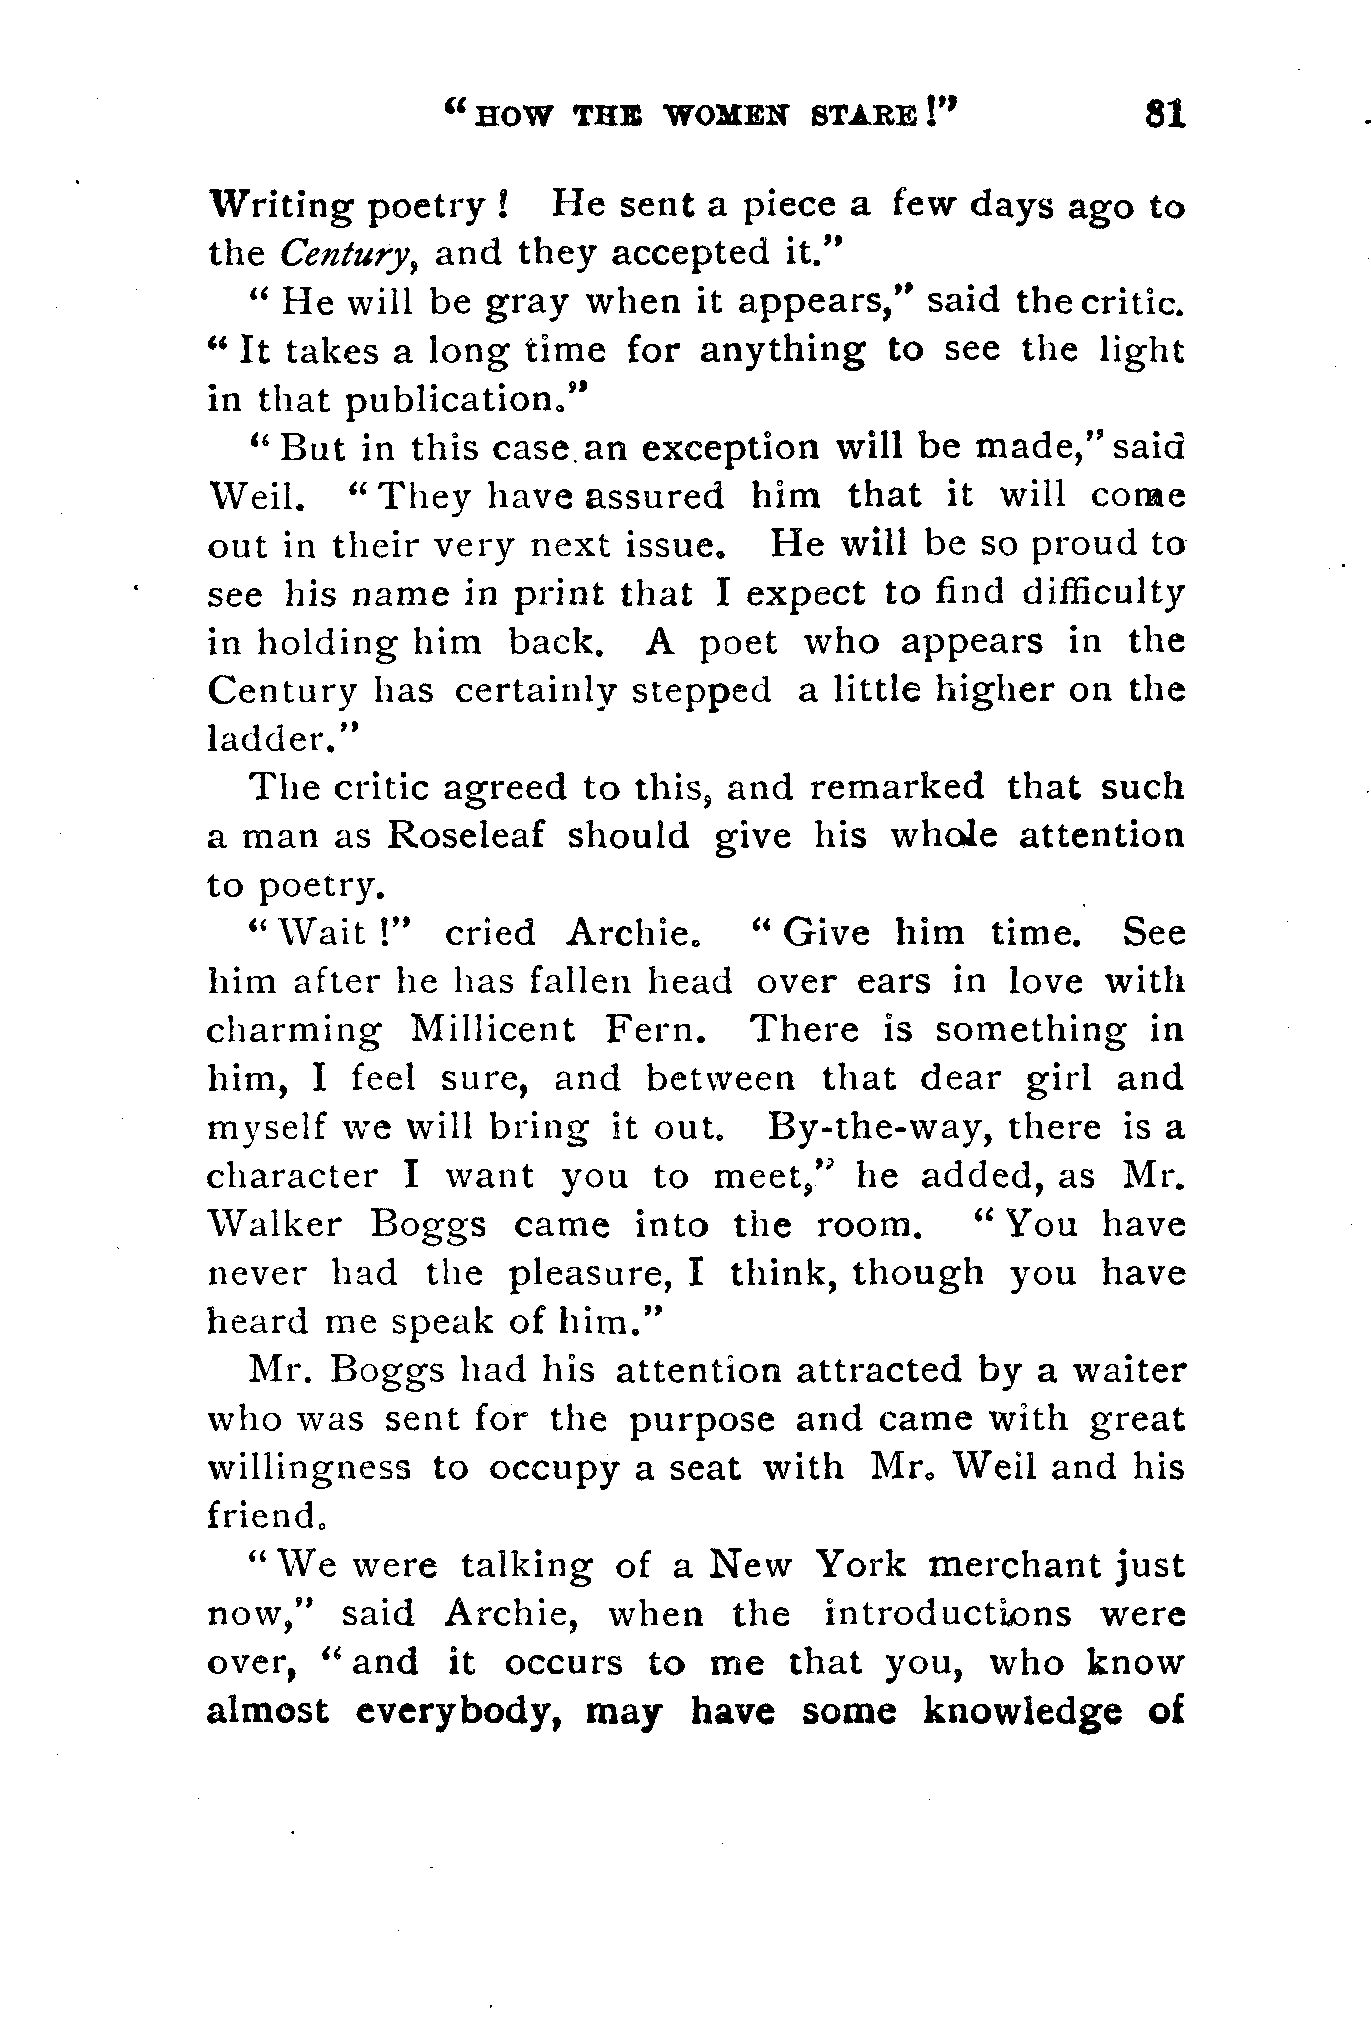 "HOW THE WOMEN STARE!" 81
Writing poetry! He sent a piece a few days ago to
the Century, and they accepted it."
"He will be gray when it appears," said the critic.
"It takes a long time for anything to see the light
in that publication."
"But in this case an exception will be made," said
Weil. "They have assured him that it will come
out in their very next issue. He will be so proud to
see his name in print that I expect to find difficulty
in holding him back. A poet who appears in the
Century has certainly stepped a little higher on the
ladder."
The critic agreed to this, and remarked that such
a man as Roseleaf should give his whole attention
to poetry.
"Wait!" cried Archie. "Give him time. See
him after he has fallen head over ears in love with
charming Millicent Fern. There is something in
him, I feel sure, and between that dear girl and
myself we will bring it out. By-the-way, there is a
character I want you to meet," he added, as Mr.
Walker Boggs came into the room. "You have
never had the pleasure, I think, though you have
heard me speak of him."
Mr. Boggs had his attention attracted by a waiter
who was sent for the purpose and came with great
willingness to occupy a seat with Mr. Weil and his
friend.
"We were talking of a New York merchant just
now," said Archie, when the introductions were
over, "and it occurs to me that you, who know
almost everybody, may have some knowledge of